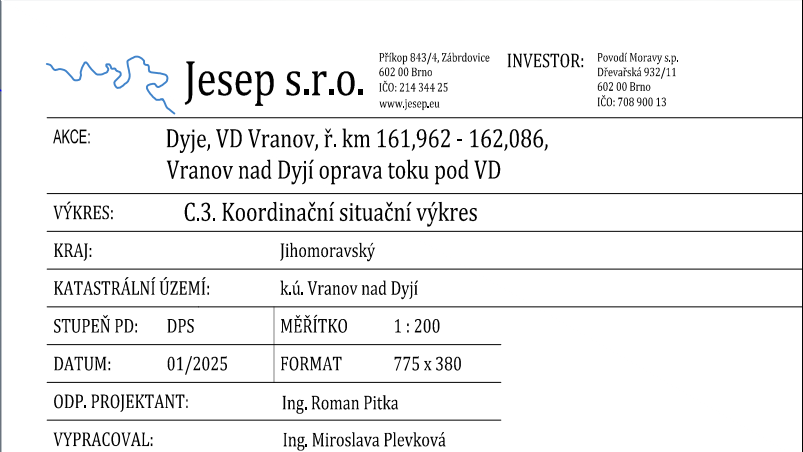 Jesep s.r.o.
Příkop 843/4, Zábrdovice
602 00 Brno
IČO: 214 344 25
www.jesep.eu
INVESTOR:
Povodí Moravy s.p.
Dřevařská 932/11
602 00 Brno
IČO: 708 900 13
AKCE: Dyje, VD Vranov, ř. km 161,962 - 162,086,
Vranov nad Dyjí oprava toku pod VD
VÝKRES: C.3. Koordinační situační výkres
KRAJ: Jihomoravský
KATASTRÁLNÍ ÚZEMÍ: k.ú. Vranov nad Dyjí
STUPEŇ PD: DPS MĚŘÍTKO 1 : 200
DATUM: 01/2025 FORMAT 775 x 380
ODP. PROJEKTANT: Ing. Roman Pitka
VYPRACOVAL: Ing. Miroslava Plevková